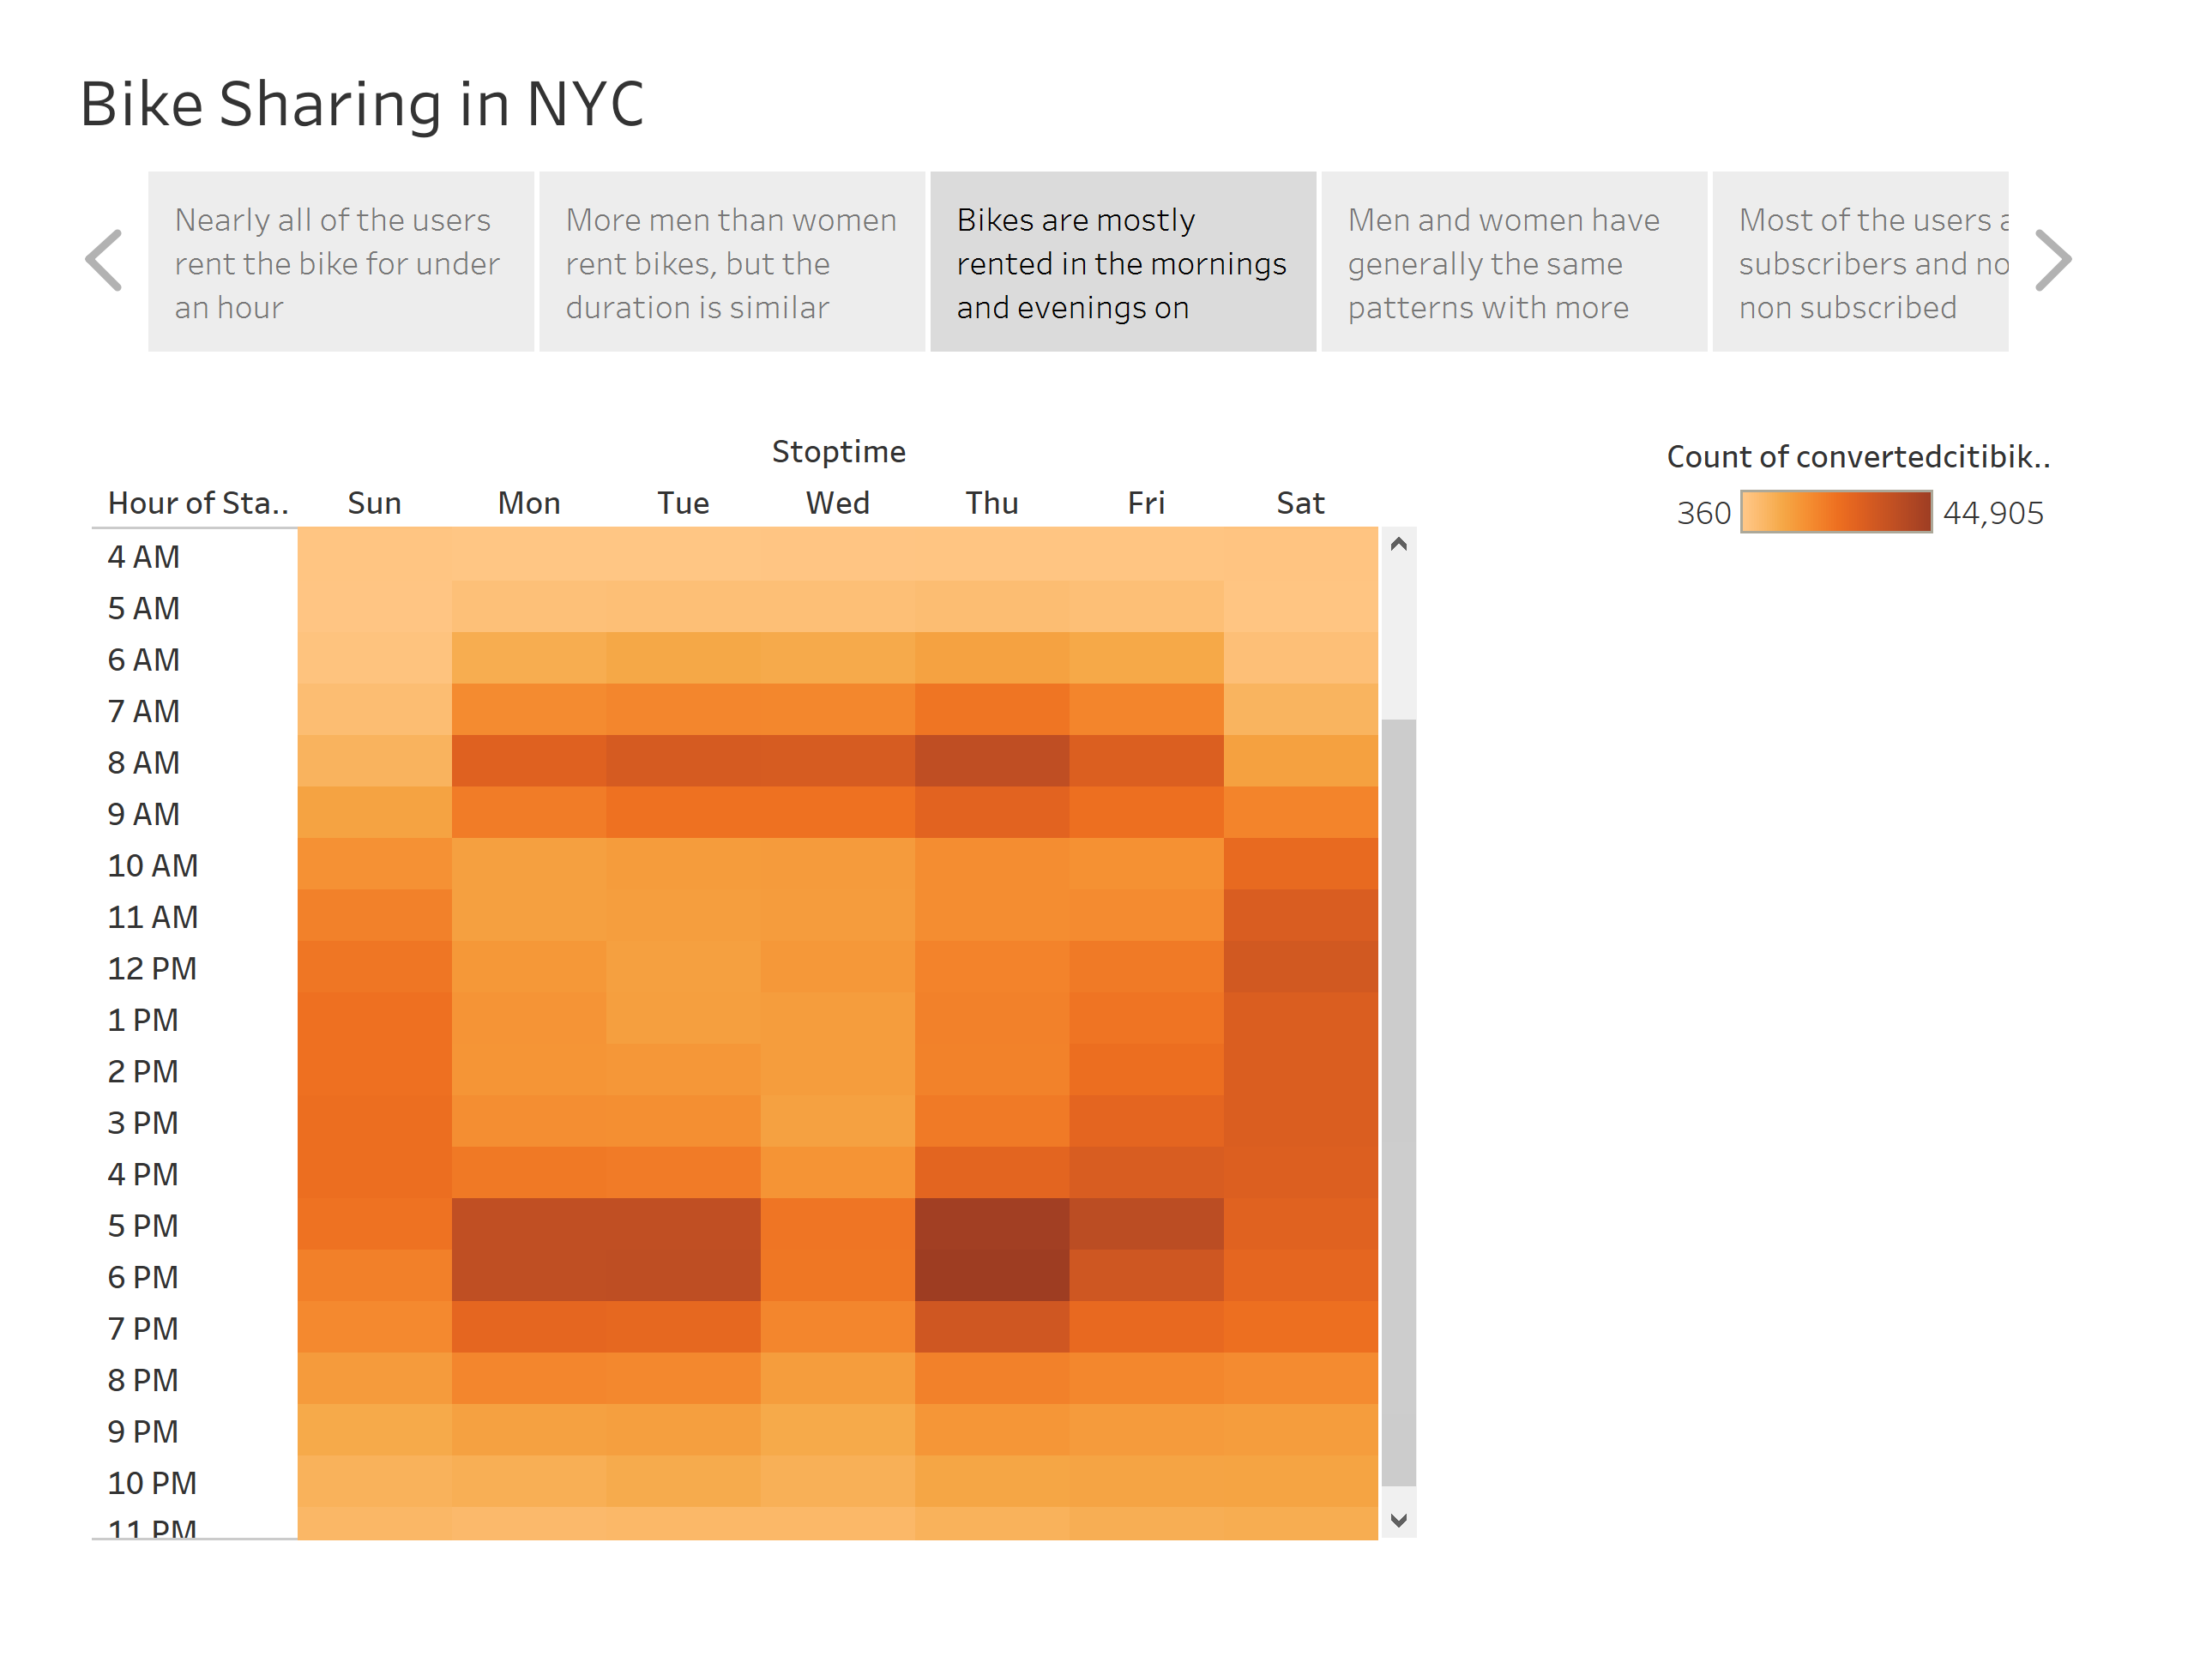 Bike Sharing in NYC
Nearly all of the users
rent the bike for under
an hour
More men than women
rent bikes, but the
duration is similar
Bikes are mostly
rented in the mornings
and evenings on
Men and women have
generally the same
patterns with more
Most of the users a
subscribers and no
non subscribed
Stoptime
Hour of Sta.. Sun Mon Tue Wed Thu Fri Sat
4 AM
5 AM
6 AM
7 AM
8 AM
9 AM
10 AM
11 AM
12 PM
1 PM
2 PM
3 PM
4 PM
5 PM
6 PM
7 PM
8 PM
9 PM
10 PM
11 PM
Count of convertedcitibik..
360 44,905